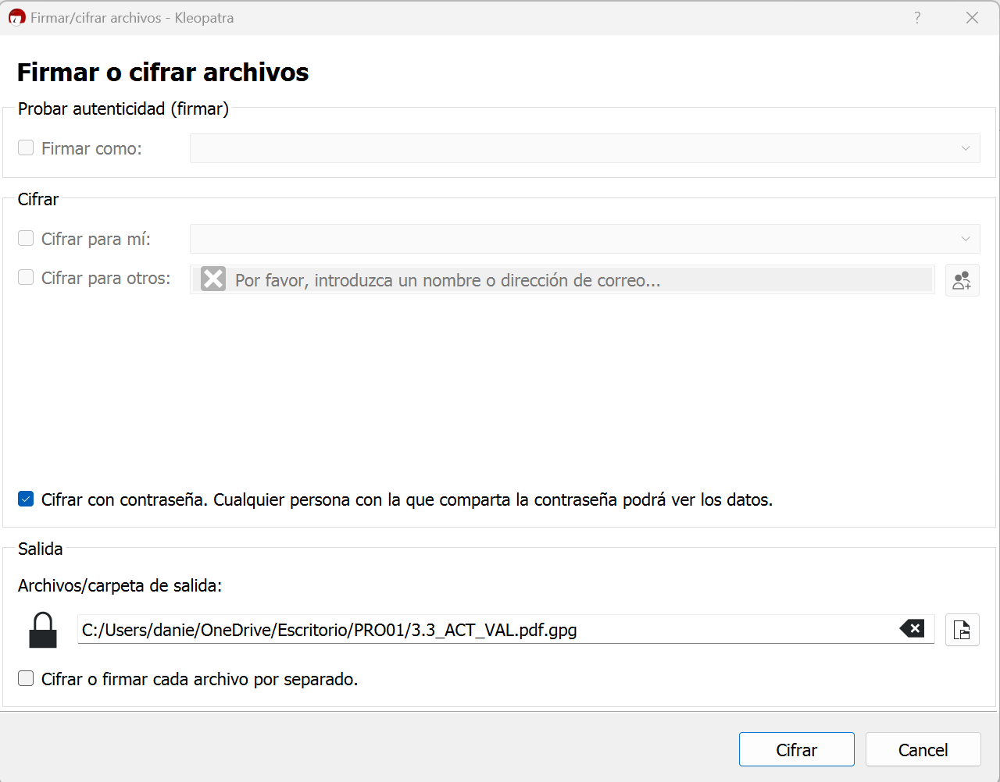 Firmar/cifrar archivos - Kleopatra
?
Firmar o cifrar archivos
Probar autenticidad (firmar)
Firmar como:
Cifrar
Cifrar para mí:
Cifrar para otros:
Por favor, introduzca un nombre o dirección de correo...
Cifrar con contraseña. Cualquier persona con la que comparta la contraseña podrá ver los datos.
Salida
Archivos/carpeta de salida:
C:/Users/danie/OneDrive/Escritorio/PRO01/3.3_ACT_VAL.pdf.gpg
Cifrar o firmar cada archivo por separado.
Cifrar
Cancel